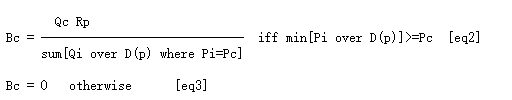 Qc Rp
Bc = ──────────────────────── iff min[Pi over D(p)]>=Pc [eq2]
sum[Qi over D(p) where Pi=Pc]
Bc = 0 otherwise [eq3]